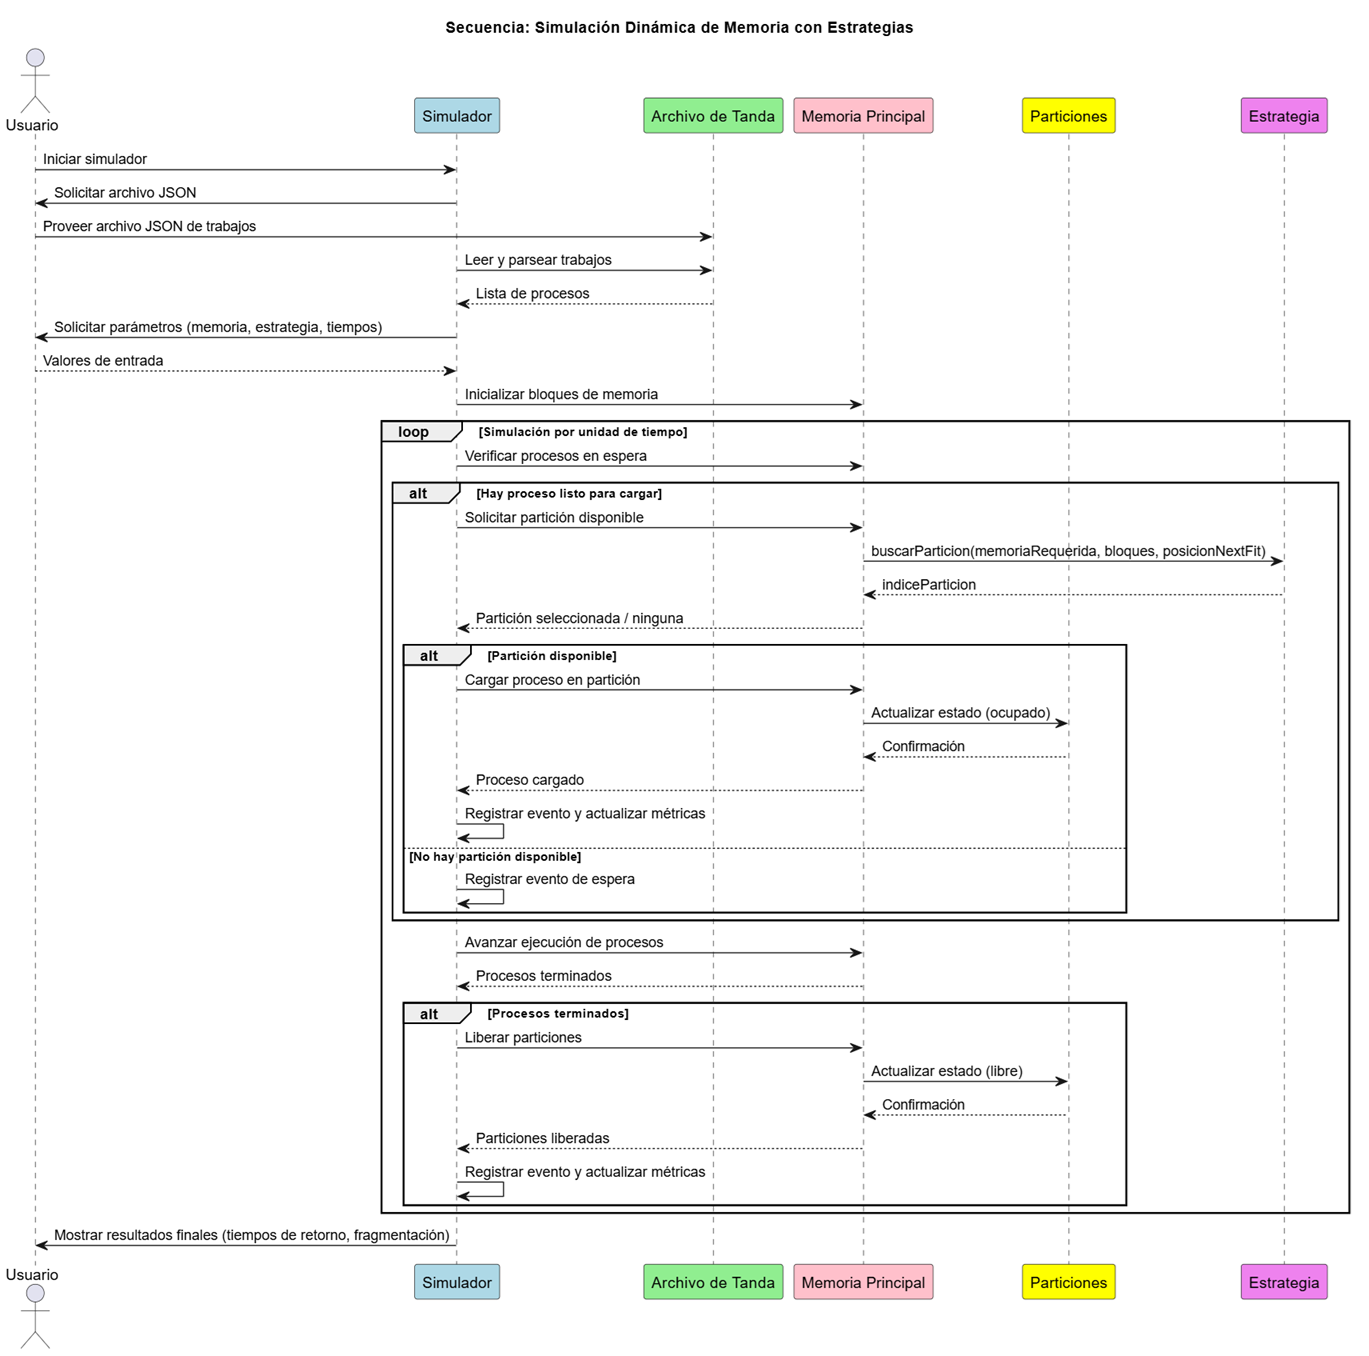 Secuencia: Simulación Dinámica de Memoria con Estrategias
Usuario
Simulador
Archivo de Tanda
Memoria Principal
Particiones
Estrategia
Iniciar simulador
Solicitar archivo JSON
Proveer archivo JSON de trabajos
Leer y parsear trabajos
Lista de procesos
Solicitar parámetros (memoria, estrategia, tiempos)
Valores de entrada
Inicializar bloques de memoria
loop [Simulación por unidad de tiempo]
Verificar procesos en espera
alt [Hay proceso listo para cargar]
Solicitar partición disponible
buscarParticion(memoriaRequerida, bloques, posicionNextFit)
indiceParticion
Partición seleccionada / ninguna
alt [Partición disponible]
Cargar proceso en partición
Actualizar estado (ocupado)
Confirmación
Proceso cargado
Registrar evento y actualizar métricas
[No hay partición disponible]
Registrar evento de espera
Avanzar ejecución de procesos
Procesos terminados
alt [Procesos terminados]
Liberar particiones
Actualizar estado (libre)
Confirmación
Particiones liberadas
Registrar evento y actualizar métricas
Mostrar resultados finales (tiempos de retorno, fragmentación)
Usuario
Simulador
Archivo de Tanda
Memoria Principal
Particiones
Estrategia